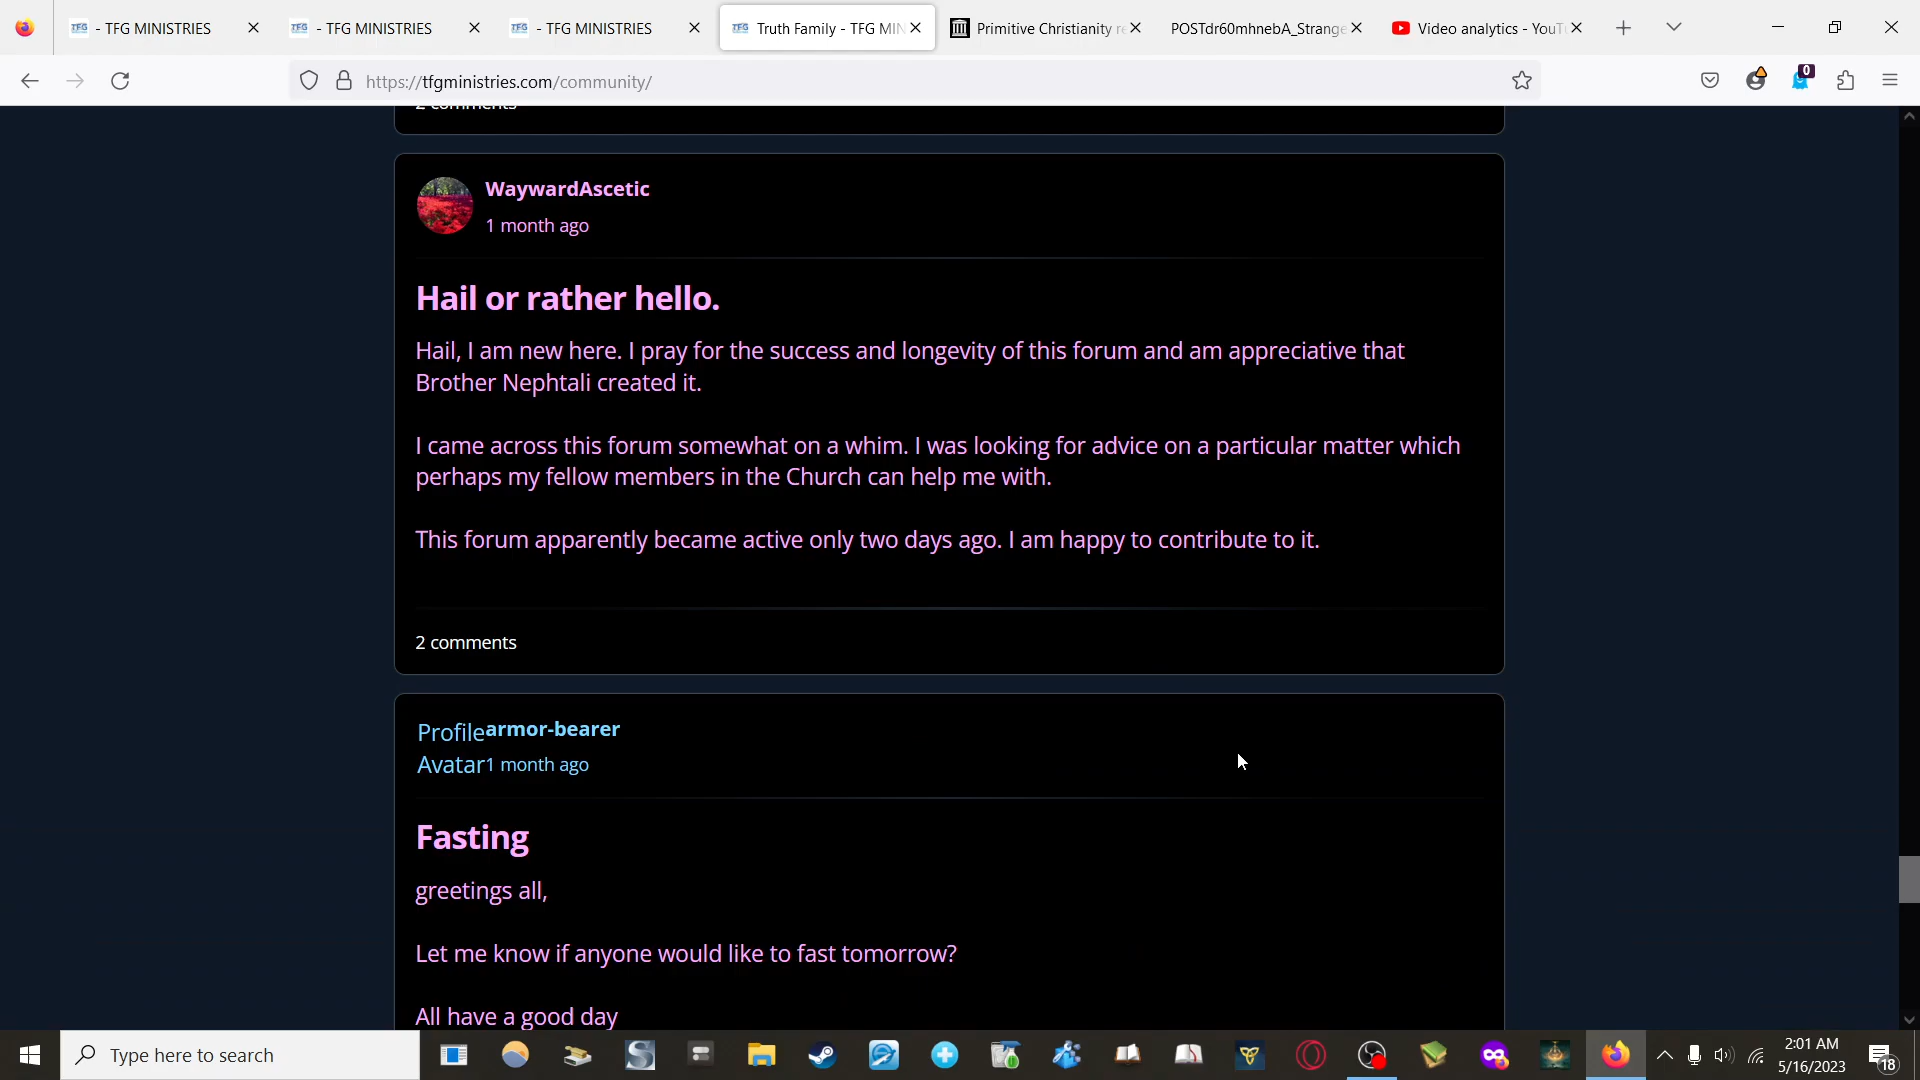 - TFG MINISTRIES
- TFG MINISTRIES
- TFG MINISTRIES
Truth Family - TFG MIN
Primitive Christianity re
POSTdr60mhnebA_Strange
Video analytics - YouTu
https://tfgministries.com/community/
0
2 comments
WaywardAscetic
1 month ago
Hail or rather hello.
Hail, I am new here. I pray for the success and longevity of this forum and am appreciative that
Brother Nephtali created it.
I came across this forum somewhat on a whim. I was looking for advice on a particular matter which
perhaps my fellow members in the Church can help me with.
This forum apparently became active only two days ago. I am happy to contribute to it.
2 comments
Profile armor-bearer
Avatar 1 month ago
Fasting
greetings all,
Let me know if anyone would like to fast tomorrow?
All have a good day
Type here to search
2:01 AM
5/16/2023
18